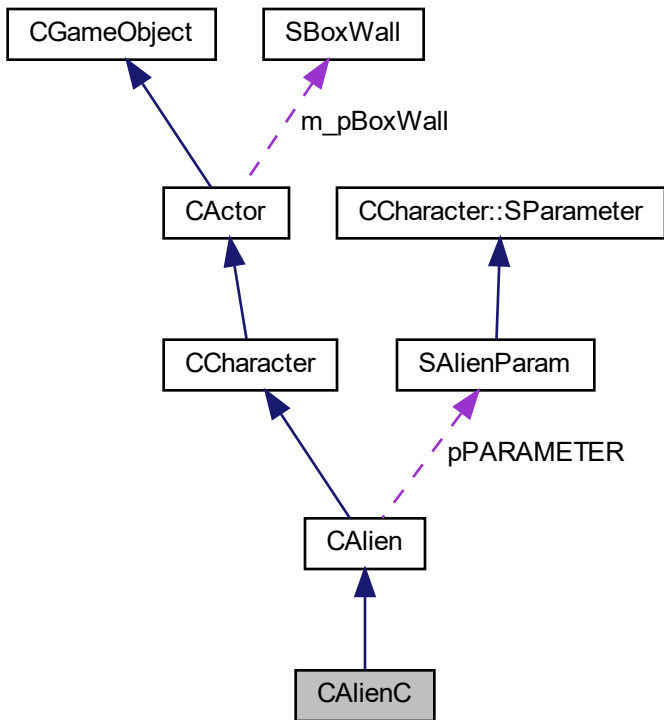 CGameObject
SBoxWall
m_pBoxWall
CActor
CCharacter::SParameter
CCharacter
SAlienParam
pPARAMETER
CAlien
CAlienC